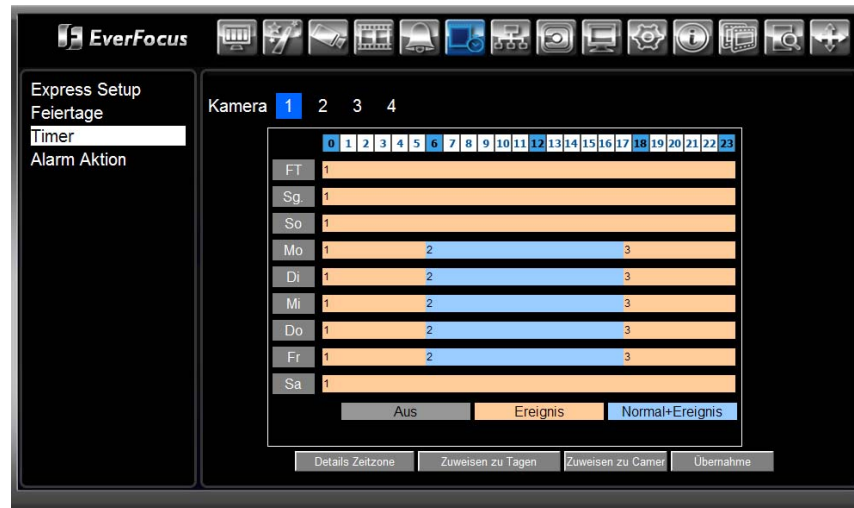 EverFocus
Express Setup
Feiertage
Timer
Alarm Aktion
Kamera 1 2 3 4
0 1 2 3 4 5 6 7 8 9 10 11 12 13 14 15 16 17 18 19 20 21 22 23
FT 1
Sg. 1
So 1
Mo 1 2 3
Di 1 2 3
Mi 1 2 3
Do 1 2 3
Fr 1 2 3
Sa 1
Aus Ereignis Normal+Ereignis
Details Zeitzone Zuweisen zu Tagen Zuweisen zu Camer Übernahme